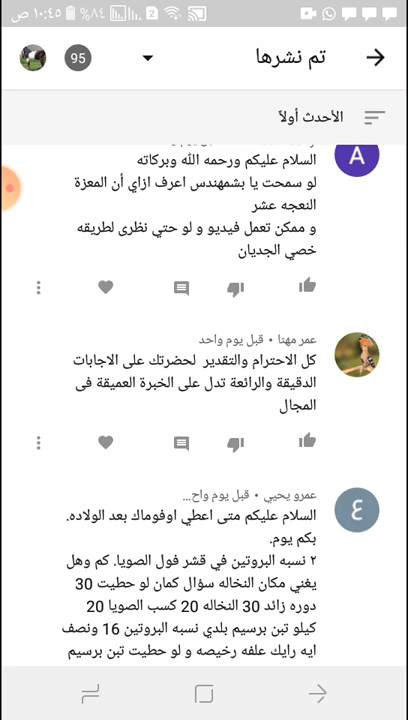 ١٠:٤٥ ص ٨٤٪ 2
تم نشرها 95
الأحدث أولاً
A
السلام عليكم ورحمه الله وبركاته
لو سمحت يا بشمهندس اعرف ازاي أن المعزة
النعجه عشر
و ممكن تعمل فيديو و لو حتي نظرى لطريقه
خصي الجديان
عمر مهنا • قبل يوم واحد
كل الاحترام والتقدير لحضرتك على الاجابات
الدقيقة والرائعة تدل على الخبرة العميقة فى
المجال
ع
عمرو يحيي • قبل يوم واح...
السلام عليكم متى اعطي اوفوماك بعد الولاده.
بكم يوم.
٢ نسبه البروتين في قشر فول الصويا. كم وهل
يغني مكان النخاله سؤال كمان لو حطيت 30
دوره زائد 30 النخاله 20 كسب الصويا 20
كيلو تبن برسيم بلدي نسبه البروتين 16 ونصف
ايه رايك علفه رخيصه و لو حطيت تبن برسيم